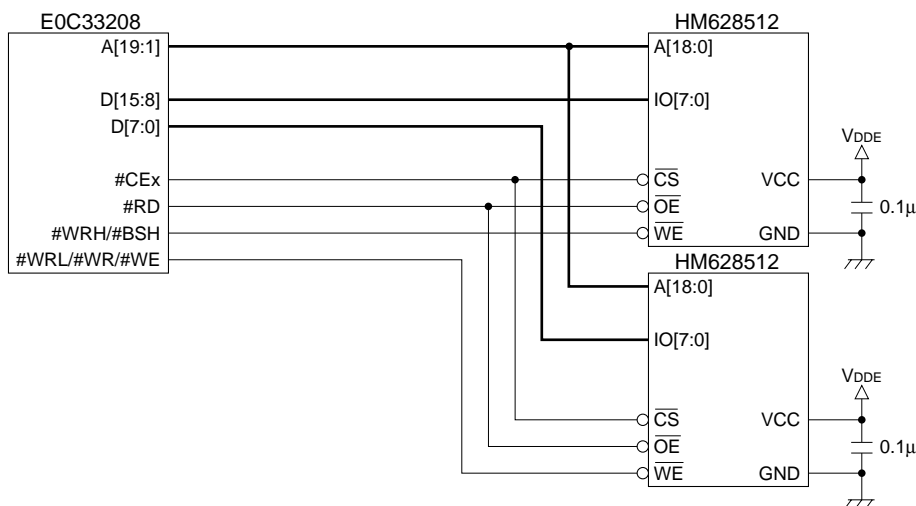 E0C33208
A[19:1]
D[15:8]
D[7:0]
#CEx
#RD
#WRH/#BSH
#WRL/#WR/#WE
HM628512
A[18:0]
IO[7:0]
CS
OE
WE
VCC
GND
VDDE
0.1µ
HM628512
A[18:0]
IO[7:0]
CS
OE
WE
VCC
GND
VDDE
0.1µ